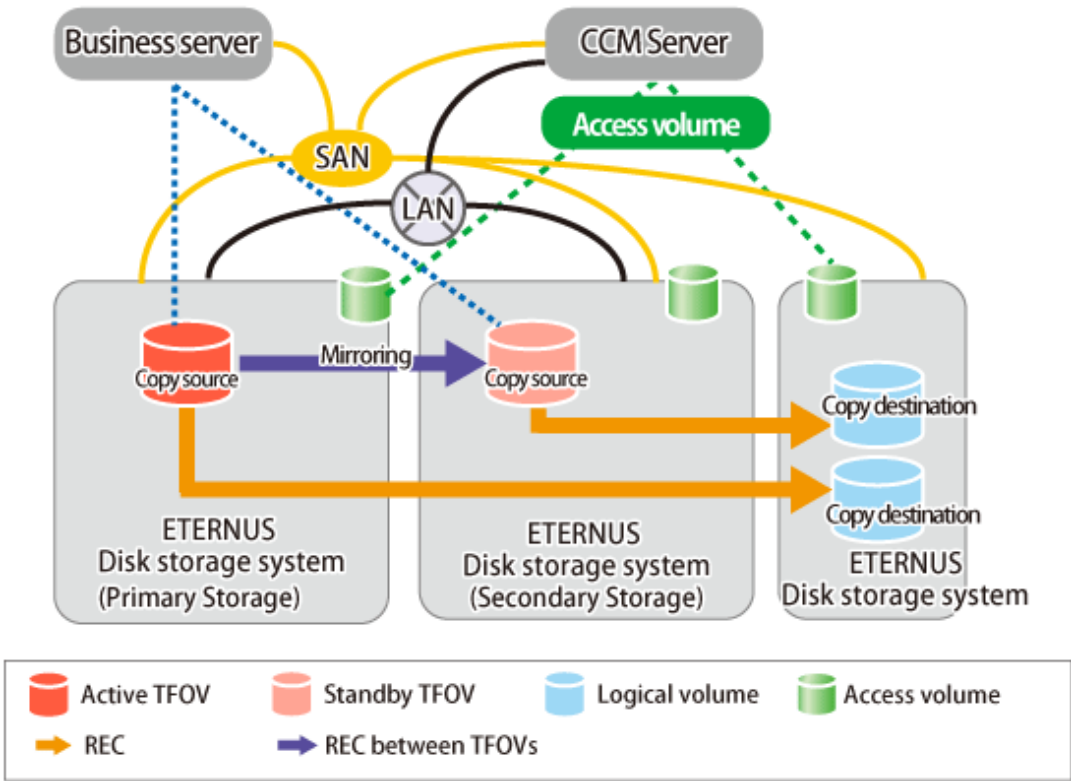 Business server
CCM Server
Access volume
SAN
LAN
Mirroring
Copy source
Copy source
Copy destination
Copy destination
ETERNUS
Disk storage system
(Primary Storage)
ETERNUS
Disk storage system
(Secondary Storage)
ETERNUS
Disk storage system
Active TFOV
Standby TFOV
Logical volume
Access volume
REC
REC between TFOVs